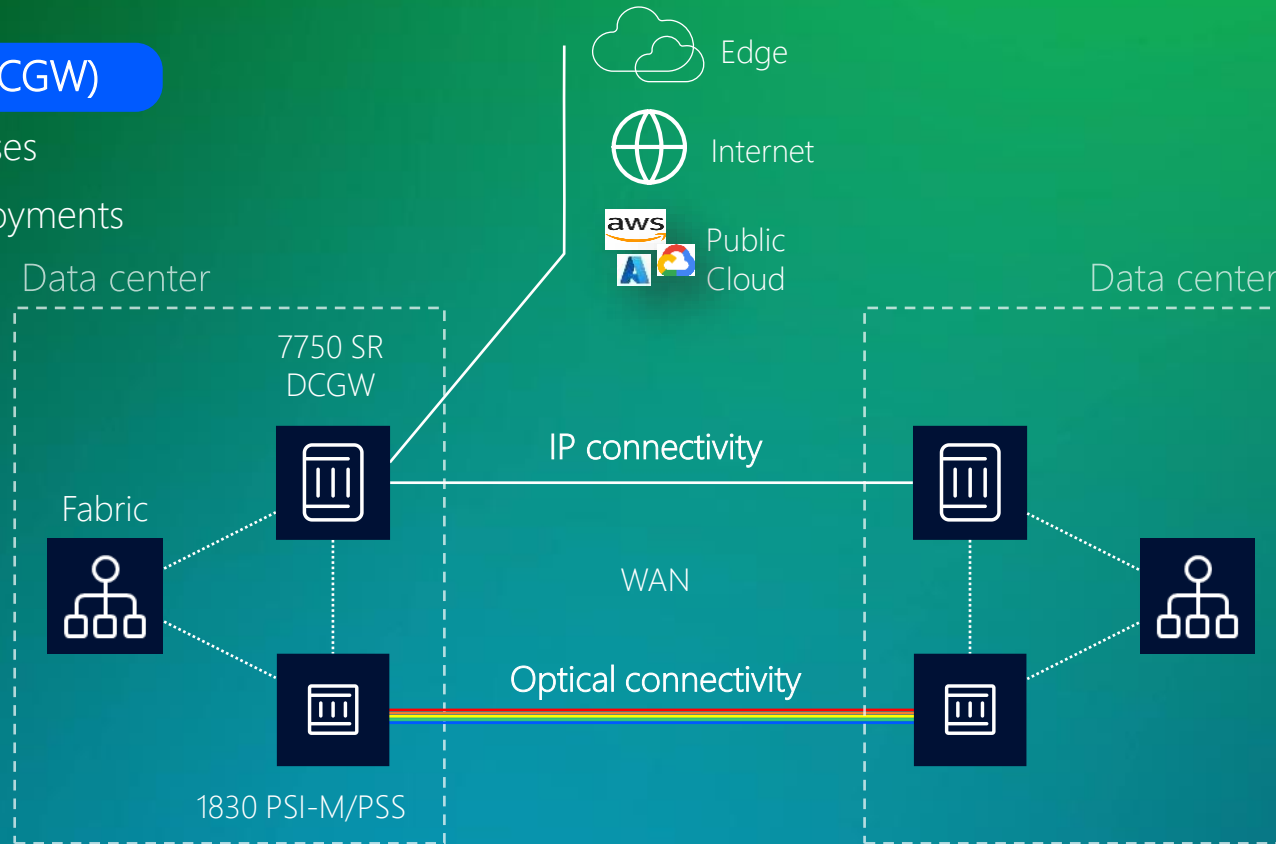 CGW)
ses
oyments
Edge
Internet
aws
Public
Cloud
Data center
Data center
7750 SR
DCGW
IP connectivity
Fabric
WAN
Optical connectivity
1830 PSI-M/PSS